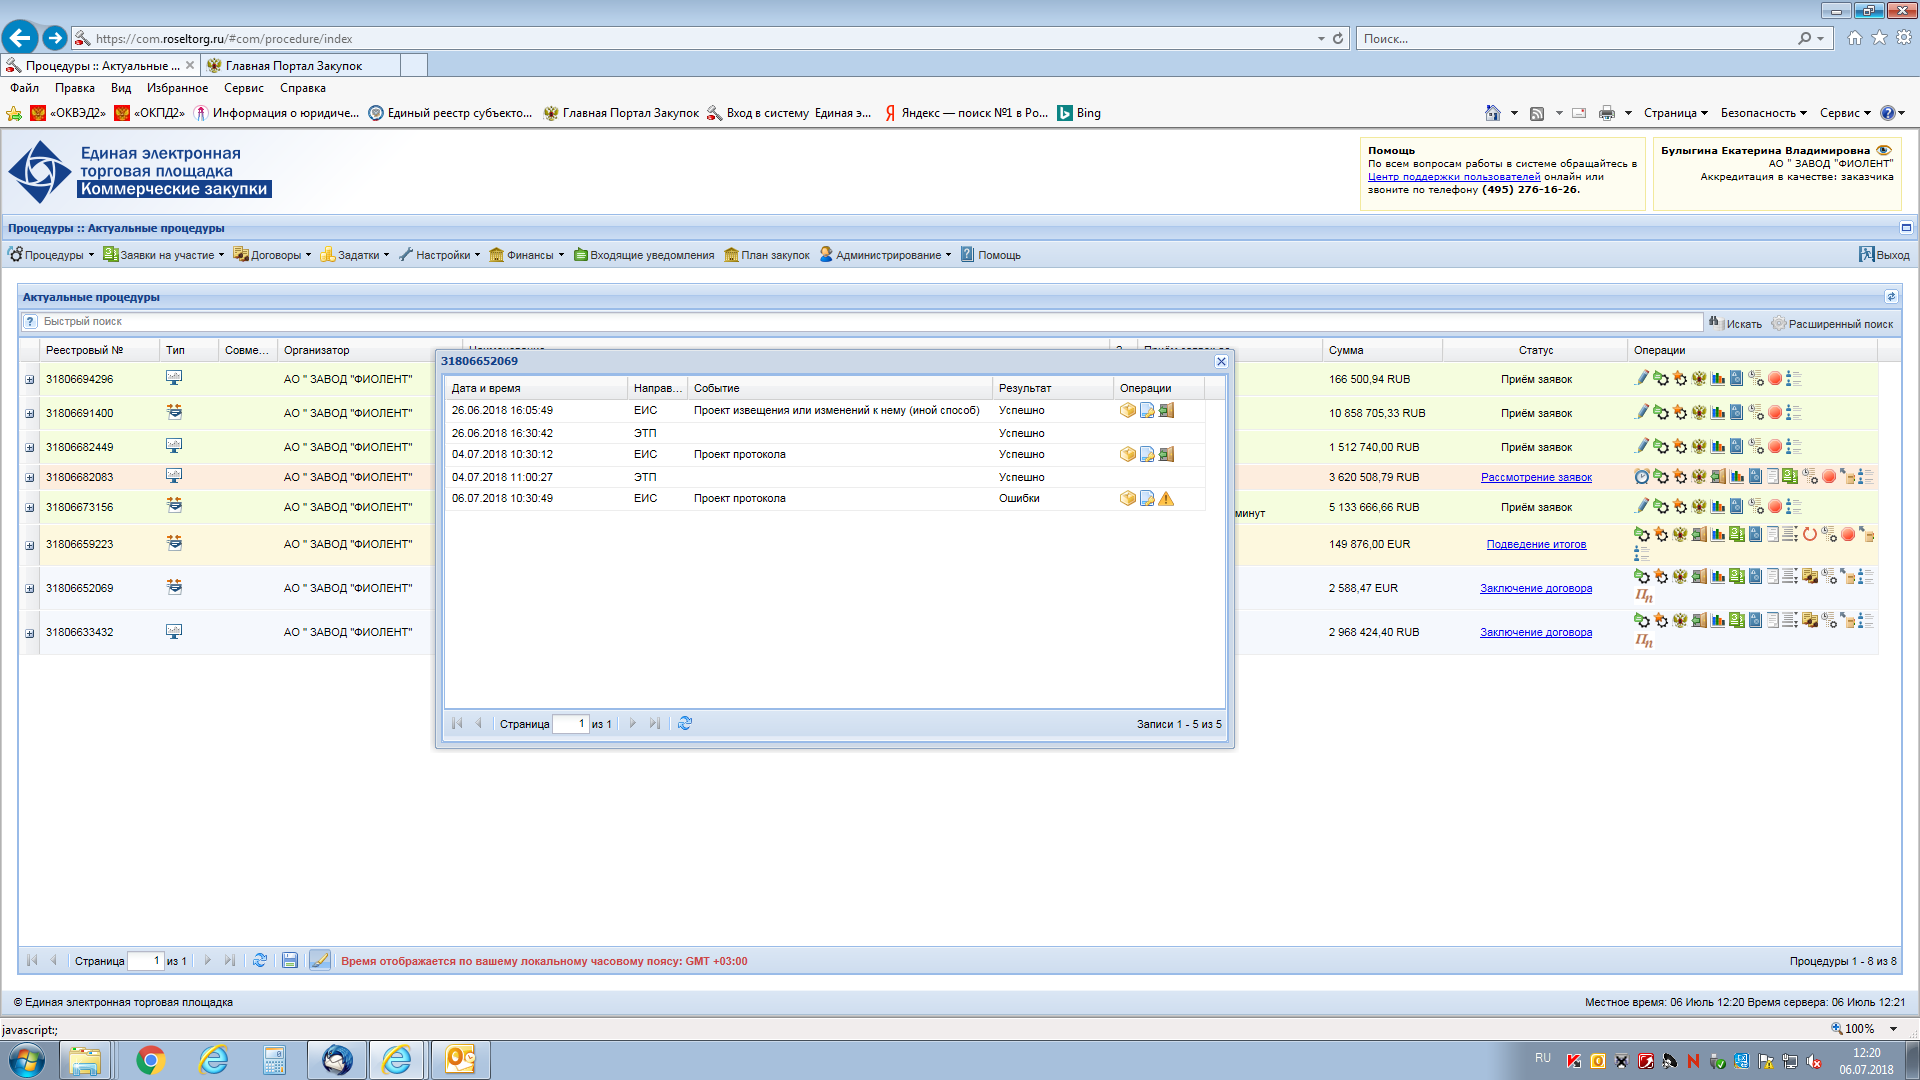 https://com.roseltorg.ru/#com/procedure/index
Поиск...
Процедуры :: Актуальные ...
Главная Портал Закупок
Файл Правка Вид Избранное Сервис Справка
«ОКВЭД2» «ОКПД2» Информация о юридиче... Единый реестр субъекто... Главная Портал Закупок Вход в систему Единая э... Яндекс — поиск №1 в Ро... Bing
Страница Безопасность Сервис
Единая электронная
торговая площадка
Коммерческие закупки
Помощь
По всем вопросам работы в системе обращайтесь в
Центр поддержки пользователей онлайн или
звоните по телефону (495) 276-16-26.
Булыгина Екатерина Владимировна
АО " ЗАВОД "ФИОЛЕНТ"
Аккредитация в качестве: заказчика
Процедуры :: Актуальные процедуры
Процедуры Заявки на участие Договоры Задатки Настройки Финансы Входящие уведомления План закупок Администрирование Помощь Выход
Актуальные процедуры
Быстрый поиск Искать Расширенный поиск
Реестровый № Тип Совме... Организатор Сумма Статус Операции
31806694296 АО " ЗАВОД "ФИОЛЕНТ" 166 500,94 RUB Приём заявок
31806691400 АО " ЗАВОД "ФИОЛЕНТ" 10 858 705,33 RUB Приём заявок
31806682449 АО " ЗАВОД "ФИОЛЕНТ" 1 512 740,00 RUB Приём заявок
31806682083 АО " ЗАВОД "ФИОЛЕНТ" 3 620 508,79 RUB Рассмотрение заявок
31806673156 АО " ЗАВОД "ФИОЛЕНТ" минут 5 133 666,66 RUB Приём заявок
31806659223 АО " ЗАВОД "ФИОЛЕНТ" 149 876,00 EUR Подведение итогов
31806652069 АО " ЗАВОД "ФИОЛЕНТ" 2 588,47 EUR Заключение договора
Пп
31806633432 АО " ЗАВОД "ФИОЛЕНТ" 2 968 424,40 RUB Заключение договора
Пп
31806652069
Дата и время Направ... Событие Результат Операции
26.06.2018 16:05:49 ЕИС Проект извещения или изменений к нему (иной способ) Успешно
26.06.2018 16:30:42 ЭТП Успешно
04.07.2018 10:30:12 ЕИС Проект протокола Успешно
04.07.2018 11:00:27 ЭТП Успешно
06.07.2018 10:30:49 ЕИС Проект протокола Ошибки
Страница 1 из 1 Записи 1 - 5 из 5
Страница 1 из 1 Время отображается по вашему локальному часовому поясу: GMT +03:00 Процедуры 1 - 8 из 8
© Единая электронная торговая площадка Местное время: 06 Июль 12:20 Время сервера: 06 Июль 12:21
javascript:; 100%
RU
12:20
06.07.2018